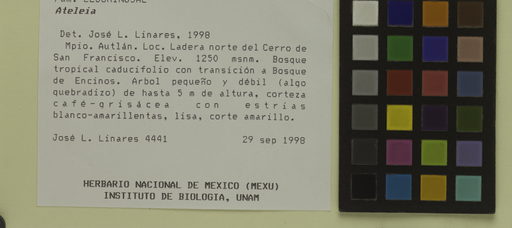 Ateleia
Det. José L. Linares, 1998
Mpio. Autlán. Loc. Ladera norte del Cerro de
San Francisco. Elev. 1250 msnm. Bosque
tropical caducifolio con transición a Bosque
de Encinos. Arbol pequeño y débil (algo
quebradizo) de hasta 5 m de altura, corteza
café-grisácea con estrías
blanco-amarillentas, lisa, corte amarillo.
José L. Linares 4441 29 sep 1998
HERBARIO NACIONAL DE MEXICO (MEXU)
INSTITUTO DE BIOLOGIA, UNAM